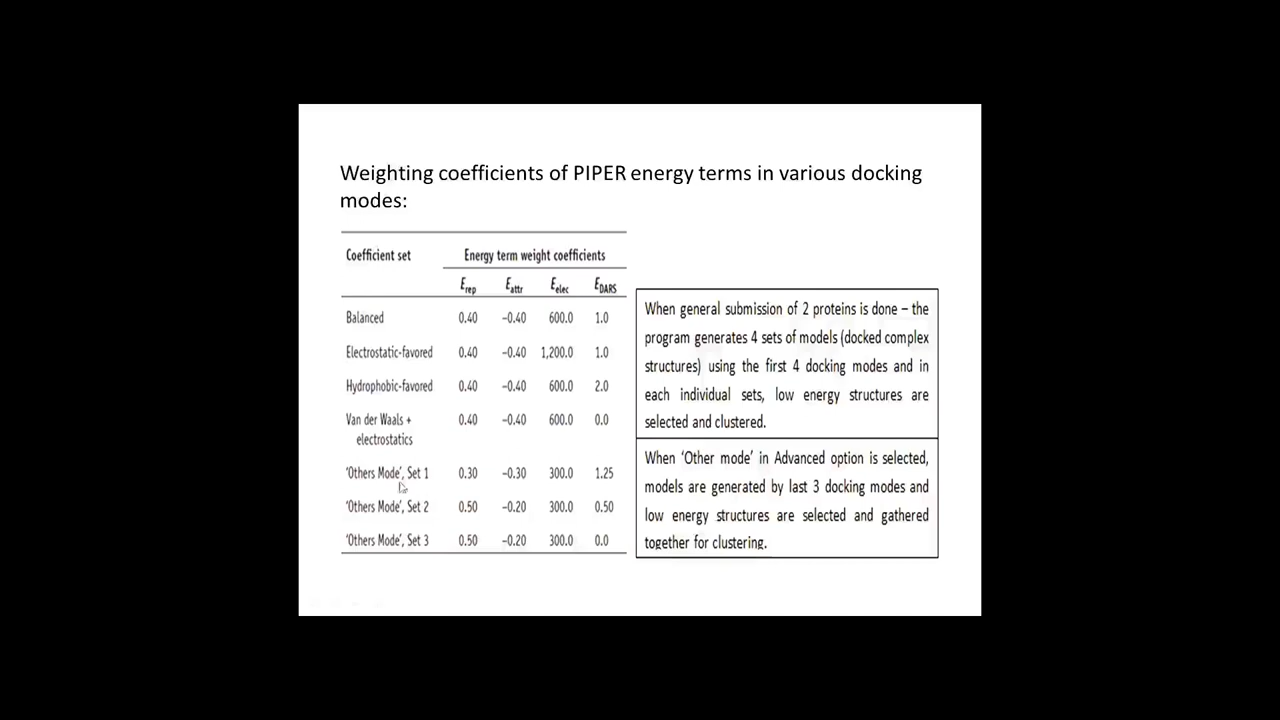 Weighting coefficients of PIPER energy terms in various docking
modes:
Coefficient set Energy term weight coefficients
Erep Eattr Eelec EDARS
Balanced 0.40 −0.40 600.0 1.0
Electrostatic-favored 0.40 −0.40 1,200.0 1.0
Hydrophobic-favored 0.40 −0.40 600.0 2.0
Van der Waals + 0.40 −0.40 600.0 0.0
electrostatics
'Others Mode', Set 1 0.30 −0.30 300.0 1.25
'Others Mode', Set 2 0.50 −0.20 300.0 0.50
'Others Mode', Set 3 0.50 −0.20 300.0 0.0
When general submission of 2 proteins is done – the
program generates 4 sets of models (docked complex
structures) using the first 4 docking modes and in
each individual sets, low energy structures are
selected and clustered.
When 'Other mode' in Advanced option is selected,
models are generated by last 3 docking modes and
low energy structures are selected and gathered
together for clustering.